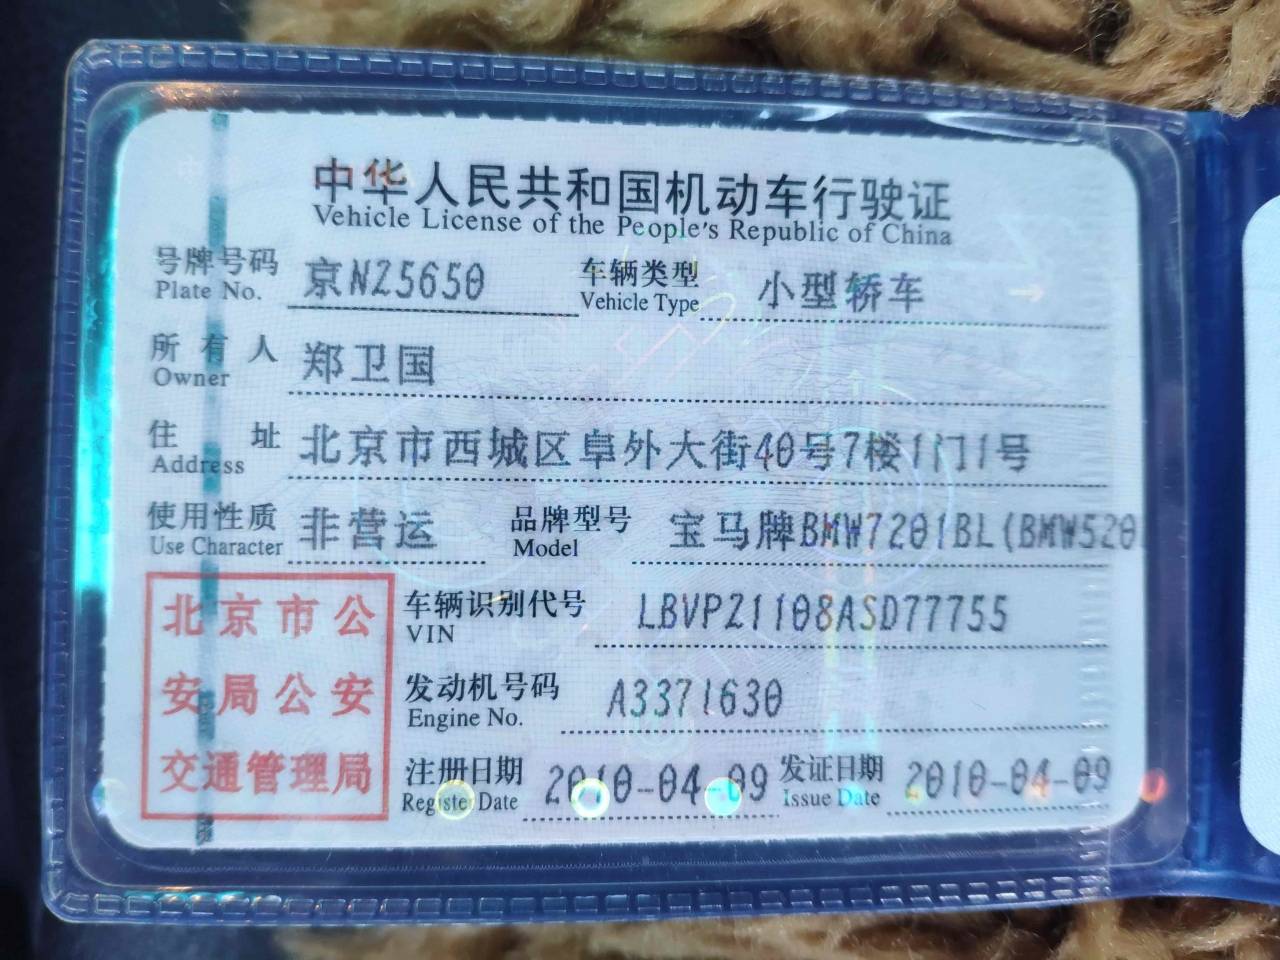 中华人民共和国机动车行驶证
Vehicle License of the People's Republic of China
号牌号码 京NZ5650 车辆类型 小型轿车
Plate No. Vehicle Type
所有人 郑卫国
Owner
住址 北京市西城区阜外大街40号7楼1门1号
Address
使用性质 非营运 品牌型号 宝马牌BMW7201BL(BMW520
Use Character Model
北京市公
安局公安
交通管理局
车辆识别代号 LBVPZ1108ASD77755
VIN
发动机号码 A3371630
Engine No.
注册日期 2010-04-09 发证日期 2010-04-09
Register Date Issue Date